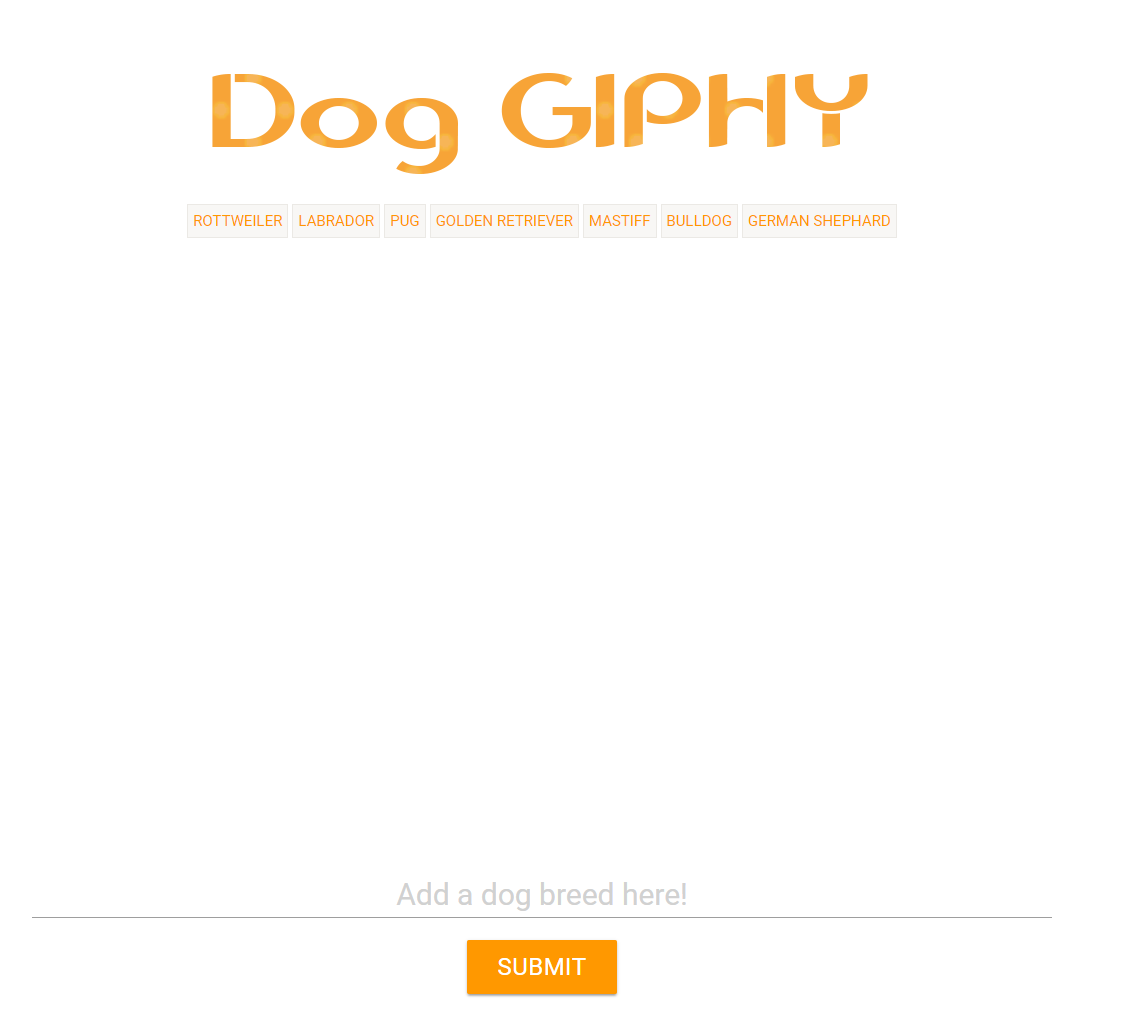 Dog GIPHY
ROTTWEILER LABRADOR PUG GOLDEN RETRIEVER MASTIFF BULLDOG GERMAN SHEPHARD
Add a dog breed here!
SUBMIT